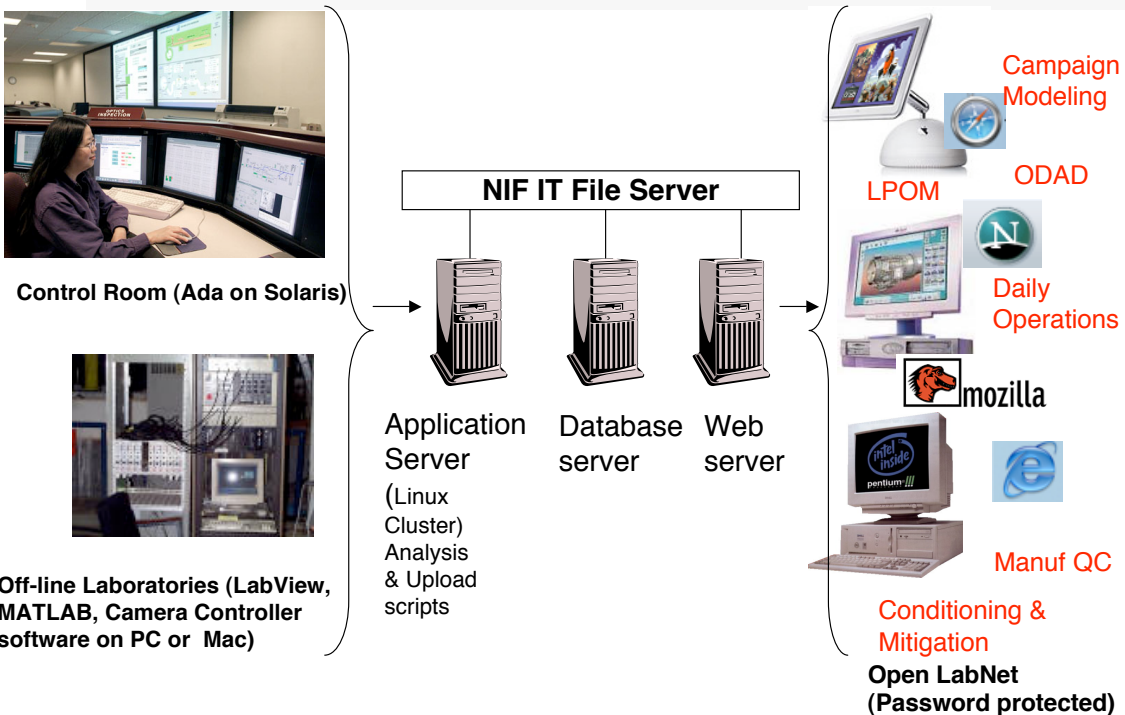 OPTICS
INSPECTION
Control Room (Ada on Solaris)
Off-line Laboratories (LabView,
MATLAB, Camera Controller
software on PC or Mac)
NIF IT File Server
Application
Server
(Linux
Cluster)
Analysis
& Upload
scripts
Database
server
Web
server
Campaign
Modeling
LPOM
ODAD
N
Daily
Operations
mozilla
intel
inside
pentium III
Manuf QC
Conditioning &
Mitigation
Open LabNet
(Password protected)